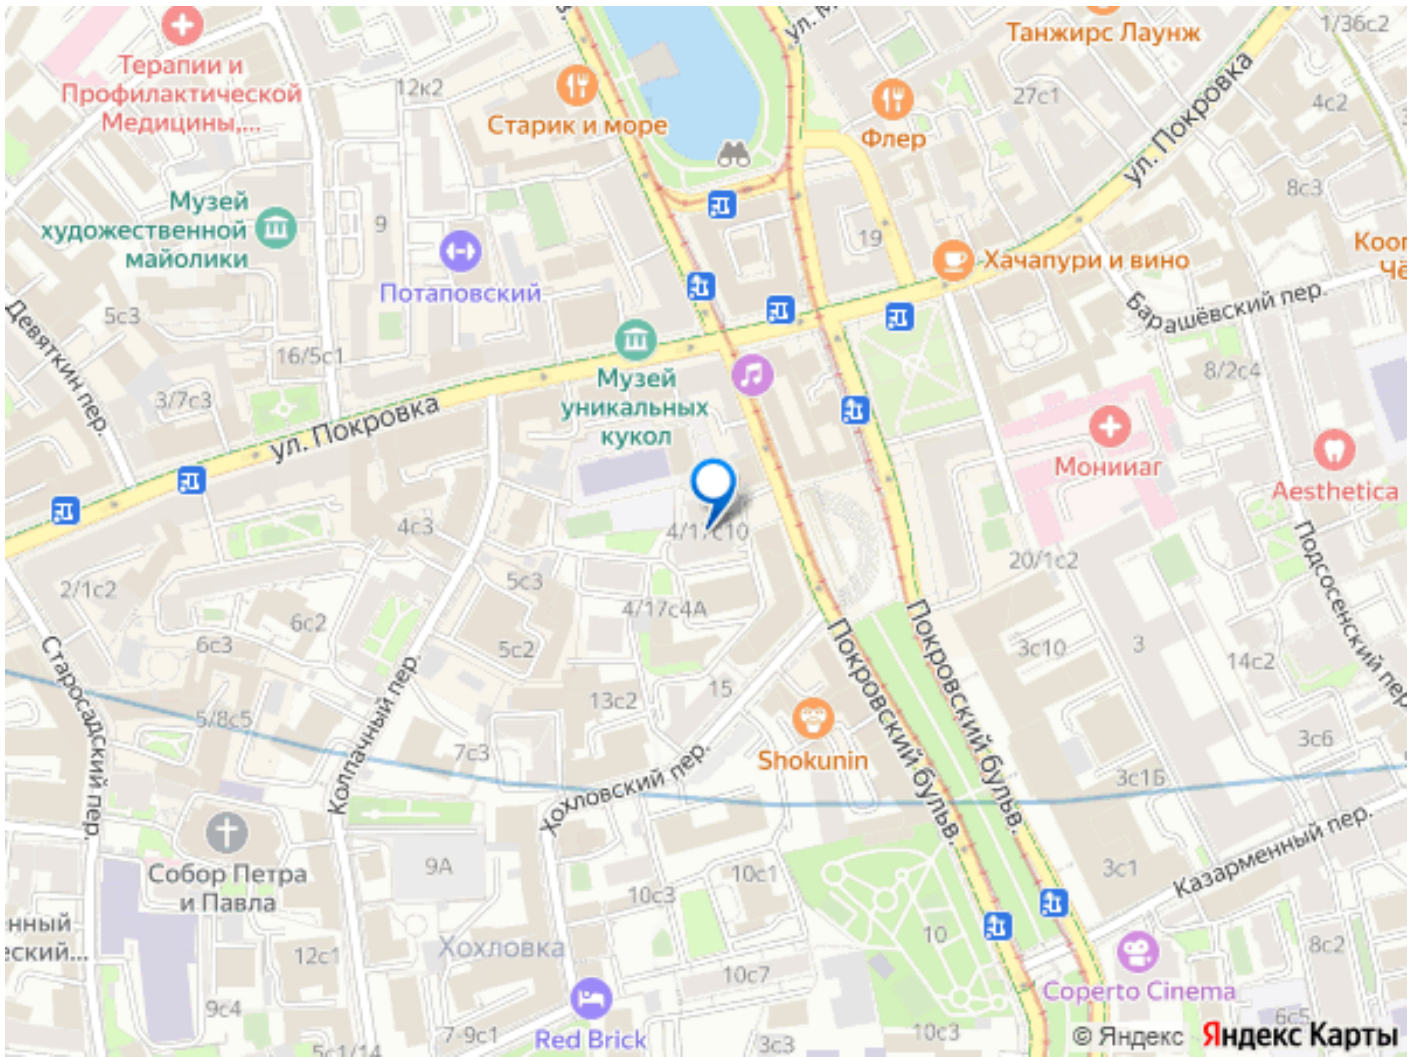 Танжирс Лаунж
1/36с2
ул. М
Терапии и
Профилактической
Медицины,...
12к2
Старик и море
Флер
27с1
4с2
ул. Покровка
8с3
Музей
художественной
майолики
9
19
Потаповский
Хачапури и вино
Девяткин пер.
5с3
16/5с1
3/7с3
ул. Покровка
Музей
уникальных
кукол
Барашёвский пер.
8/2с4
Мониіаг
Aesthetica
4с3
4/17с10
2/1с2
5с3
4/17с4А
20/1с2
6с2
6с3
5с2
Старосадский пер.
Колпачный пер.
13с2
15
Покровский бульв.
Покровский бульв.
3с10
3
14с2
Подсосенский пер.
5/8с5
7с3
Хохловский пер.
Shokunin
3с6
3с1Б
Собор Петра
и Павла
9А
10с3
10с1
3с1
Казарменный пер.
Хохловка
12с1
10
10с7
8с2
9с4
7-9с1
Red Brick
5с1/14
3с3
10с3
Coperto Cinema
6с5
© Яндекс
Яндекс Карты